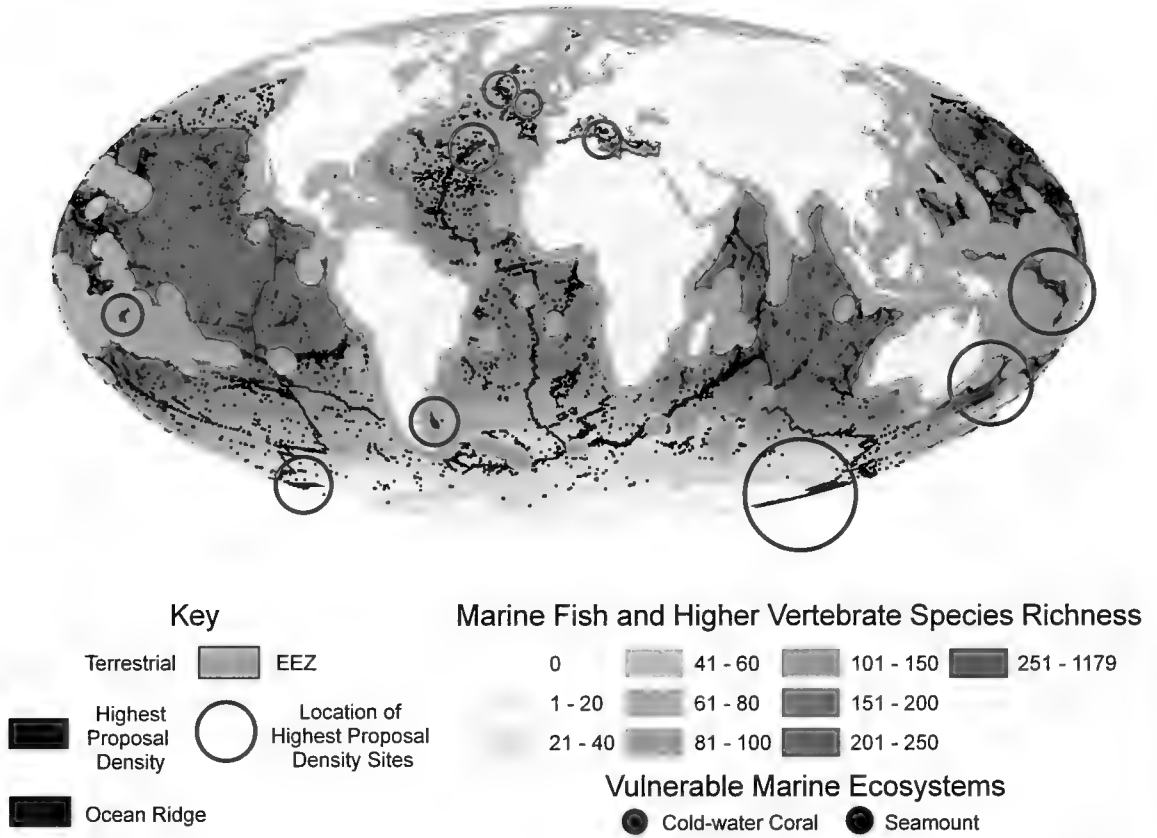 Key
Terrestrial
EEZ
Highest
Proposal
Density
Location of
Highest Proposal
Density Sites
Ocean Ridge
Marine Fish and Higher Vertebrate Species Richness
0
41 - 60
101 - 150
251 - 1179
1 - 20
61 - 80
151 - 200
21 - 40
81 - 100
201 - 250
Vulnerable Marine Ecosystems
Cold-water Coral
Seamount